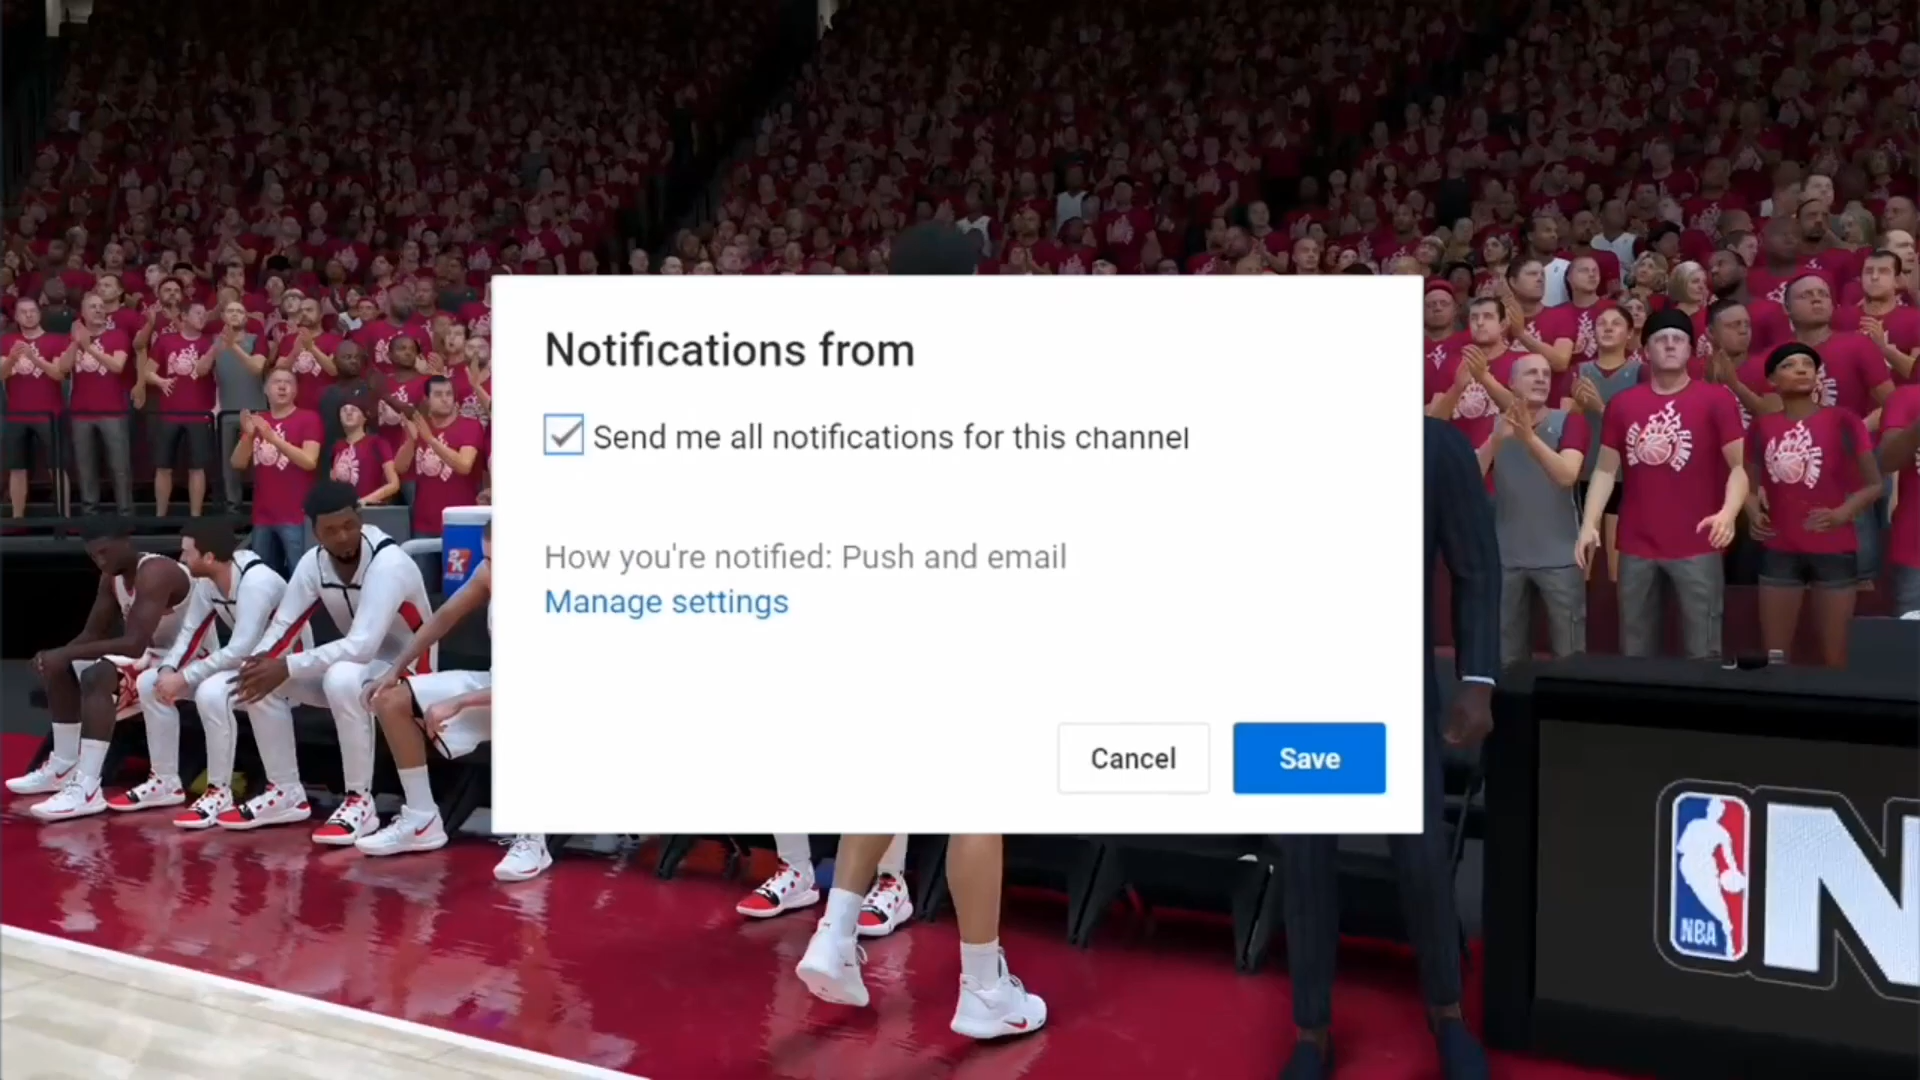 Notifications from
Send me all notifications for this channel
How you're notified: Push and email
Manage settings
Cancel
Save
2K
NBA
N